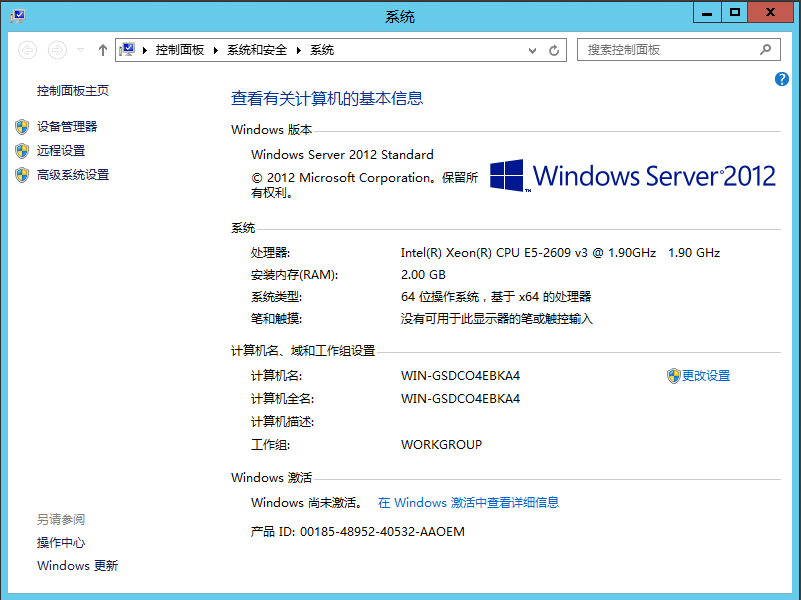 系统
控制面板 系统和安全 系统
搜索控制面板
控制面板主页
设备管理器
远程设置
高级系统设置
另请参阅
操作中心
Windows 更新
查看有关计算机的基本信息
Windows 版本
Windows Server 2012 Standard
© 2012 Microsoft Corporation。保留所
有权利。
Windows Server 2012
系统
处理器: Intel(R) Xeon(R) CPU E5-2609 v3 @ 1.90GHz 1.90 GHz
安装内存(RAM): 2.00 GB
系统类型: 64 位操作系统，基于 x64 的处理器
笔和触摸: 没有可用于此显示器的笔或触控输入
计算机名、域和工作组设置
计算机名: WIN-GSDCO4EBKA4 更改设置
计算机全名: WIN-GSDCO4EBKA4
计算机描述:
工作组: WORKGROUP
Windows 激活
Windows 尚未激活。 在 Windows 激活中查看详细信息
产品 ID: 00185-48952-40532-AAOEM